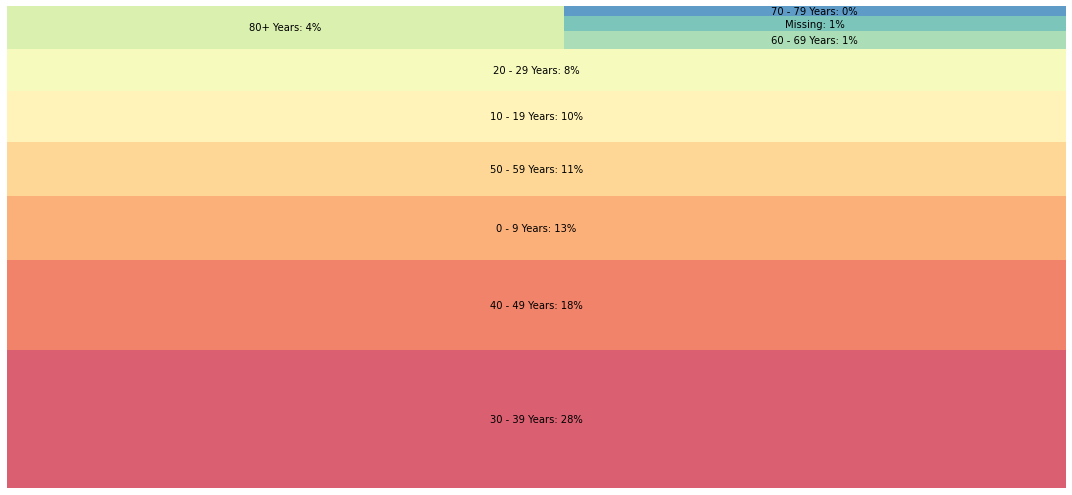 80+ Years: 4%
70 - 79 Years: 0%
Missing: 1%
60 - 69 Years: 1%
20 - 29 Years: 8%
10 - 19 Years: 10%
50 - 59 Years: 11%
0 - 9 Years: 13%
40 - 49 Years: 18%
30 - 39 Years: 28%